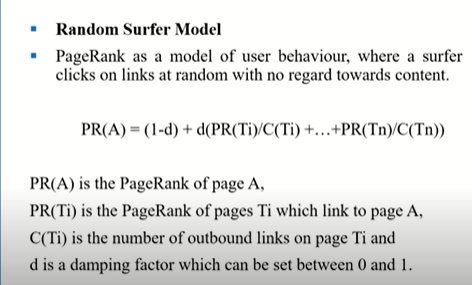 ▪ Random Surfer Model
▪ PageRank as a model of user behaviour, where a surfer
clicks on links at random with no regard towards content.
PR(A) = (1-d) + d(PR(Ti)/C(Ti) +...+PR(Tn)/C(Tn))
PR(A) is the PageRank of page A,
PR(Ti) is the PageRank of pages Ti which link to page A,
C(Ti) is the number of outbound links on page Ti and
d is a damping factor which can be set between 0 and 1.